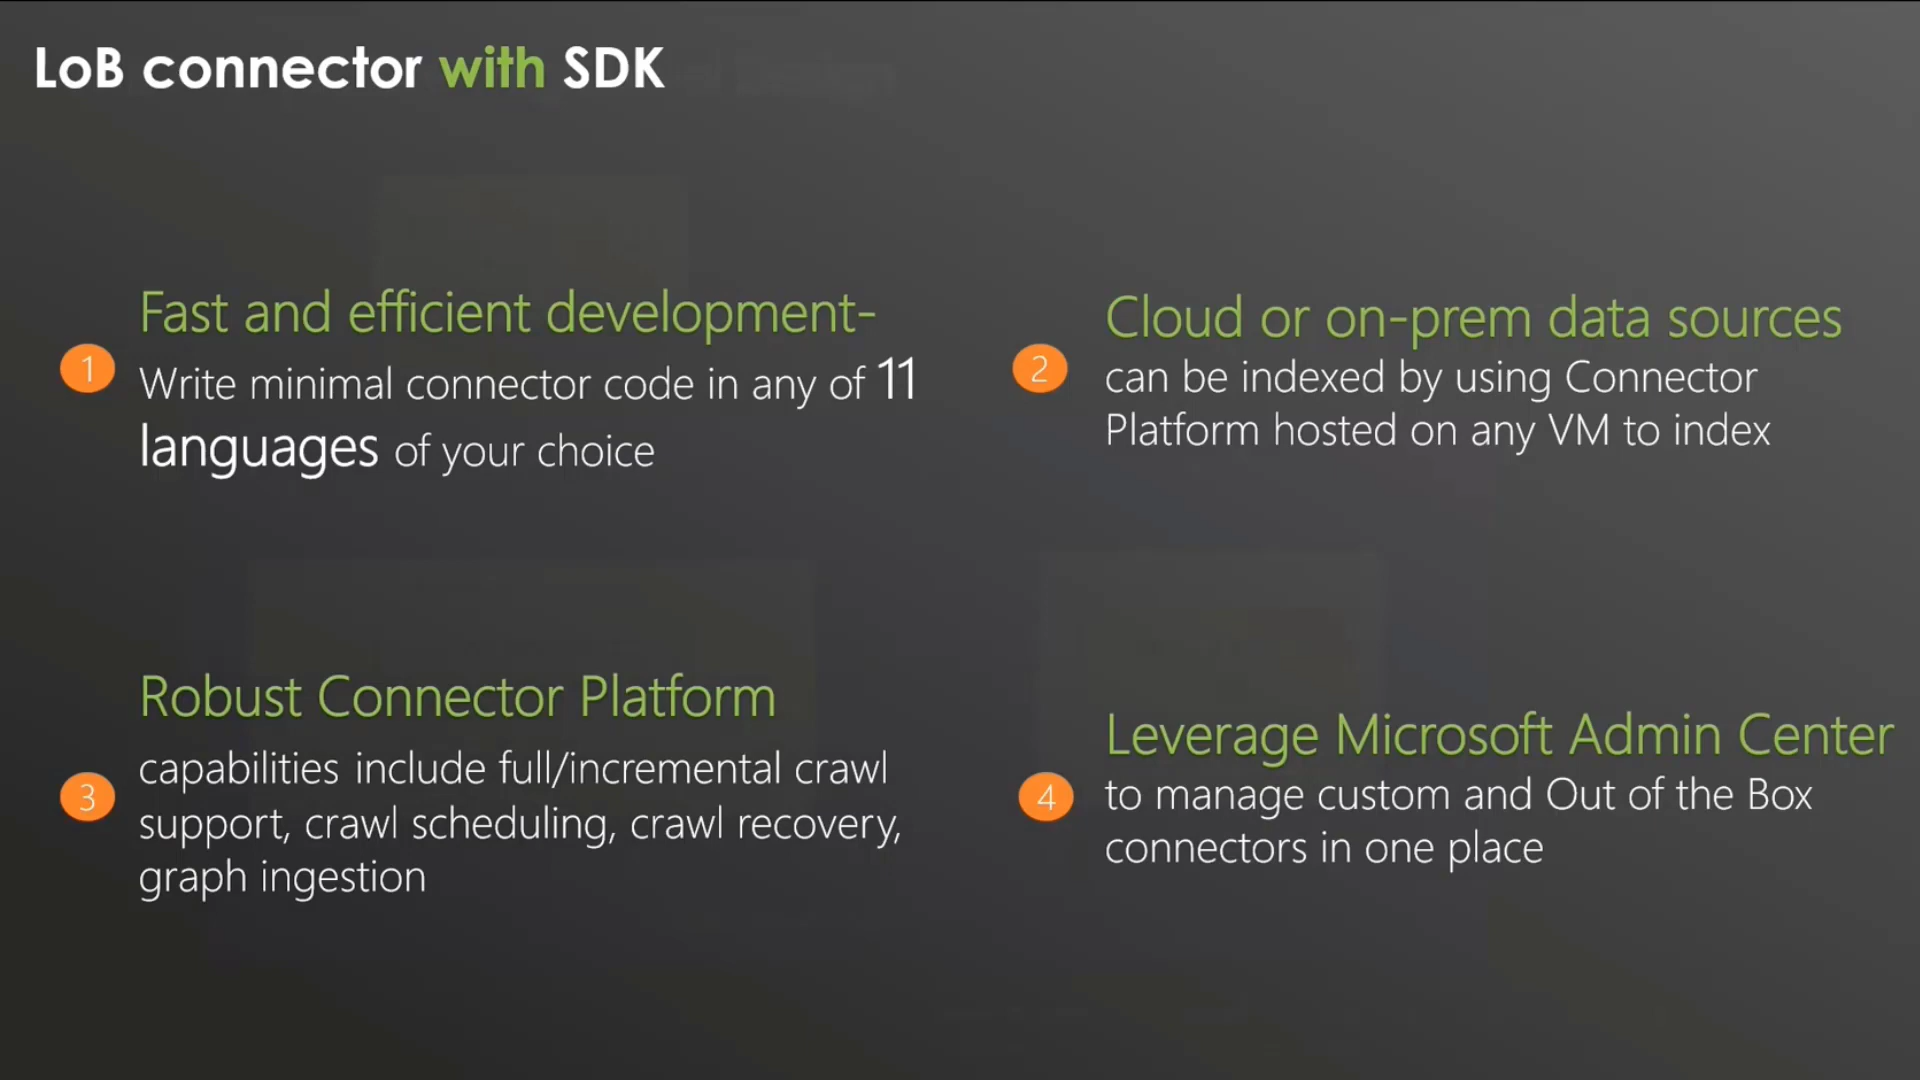 LoB connector with SDK
1
Fast and efficient development-
Write minimal connector code in any of 11
languages of your choice
2
Cloud or on-prem data sources
can be indexed by using Connector
Platform hosted on any VM to index
3
Robust Connector Platform
capabilities include full/incremental crawl
support, crawl scheduling, crawl recovery,
graph ingestion
4
Leverage Microsoft Admin Center
to manage custom and Out of the Box
connectors in one place